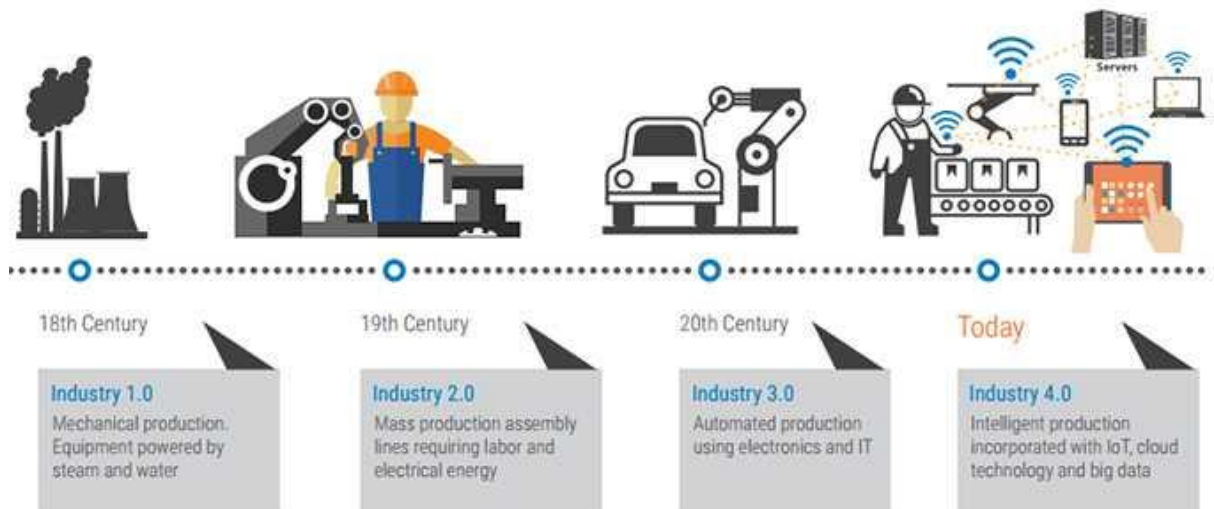 Servers
18th Century
Industry 1.0
Mechanical production.
Equipment powered by
steam and water
19th Century
Industry 2.0
Mass production assembly
lines requiring labor and
electrical energy
20th Century
Industry 3.0
Automated production
using electronics and IT
Today
Industry 4.0
Intelligent production
incorporated with IoT, cloud
technology and big data